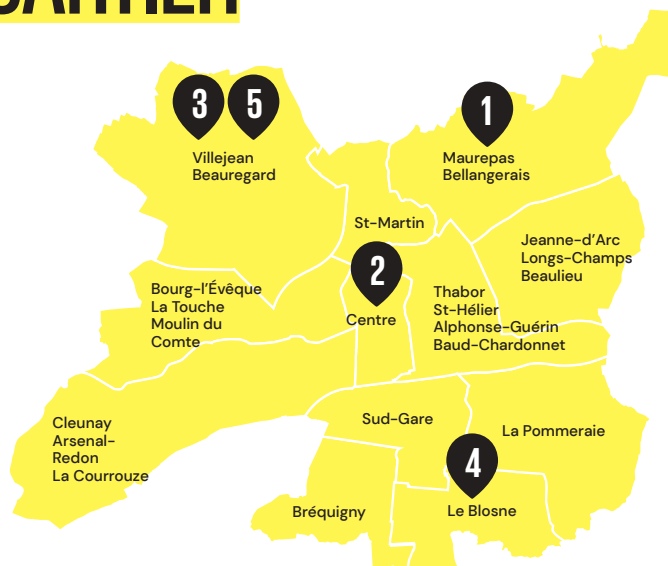 3 5
1
Villejean
Beauregard
Maurepas
Bellangerais
St-Martin
Jeanne-d’Arc
Longs-Champs
Beaulieu
2
Bourg-l’Évêque
La Touche
Moulin du
Comte
Thabor
St-Hélier
Alphonse-Guérin
Baud-Chardonnet
Centre
Cleunay
Arsenal-
Redon
La Courrouze
Sud-Gare
La Pommeraie
4
Bréquigny
Le Blosne